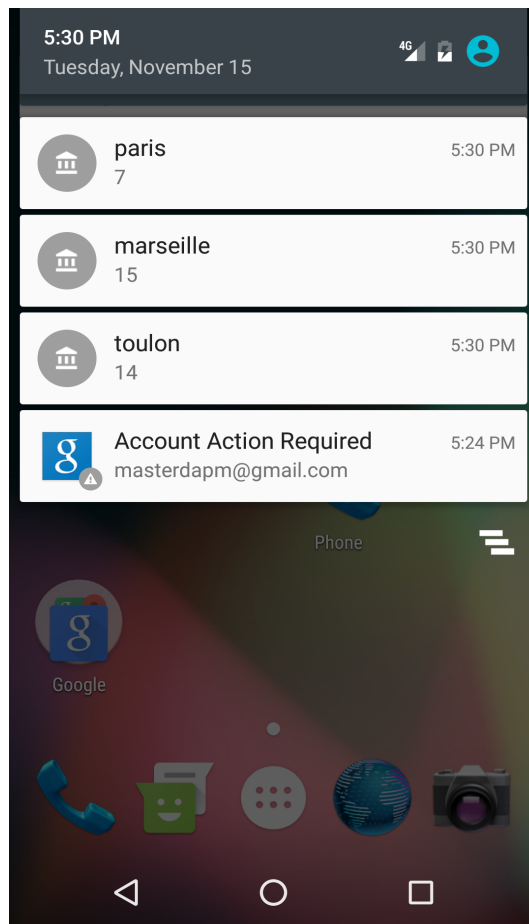 5:30 PM
Tuesday, November 15
4G
paris
5:30 PM
7
marseille
5:30 PM
15
toulon
5:30 PM
14
g
Account Action Required
5:24 PM
masterdapm@gmail.com
Phone
g
Google